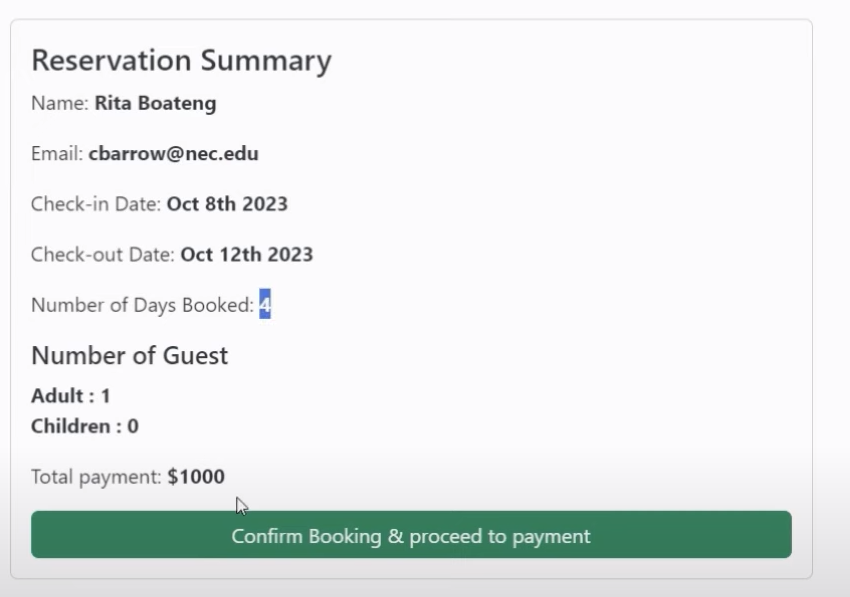 Reservation Summary
Name: Rita Boateng
Email: cbarrow@nec.edu
Check-in Date: Oct 8th 2023
Check-out Date: Oct 12th 2023
Number of Days Booked: 4
Number of Guest
Adult : 1
Children : 0
Total payment: $1000
Confirm Booking & proceed to payment